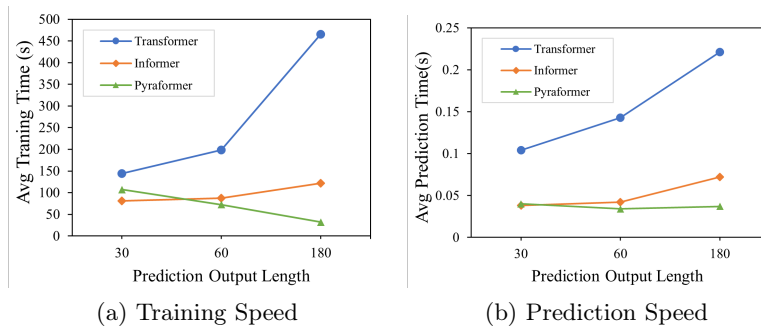 500
450
400
350
300
250
200
150
100
50
0
Avg Traning Time (s)
Transformer
Informer
Pyraformer
30 60 180
Prediction Output Length
(a) Training Speed
0.25
0.2
0.15
0.1
0.05
0
Avg Prediction Time(s)
Transformer
Informer
Pyraformer
30 60 180
Prediction Output Length
(b) Prediction Speed